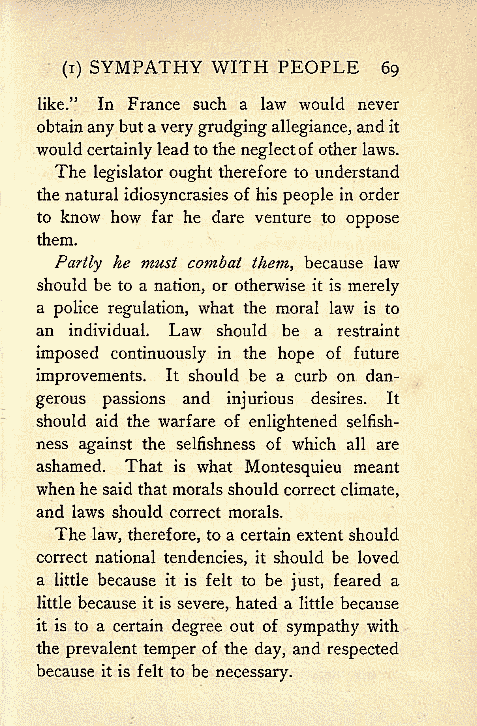 (1) SYMPATHY WITH PEOPLE 69
like." In France such a law would never
obtain any but a very grudging allegiance, and it
would certainly lead to the neglect of other laws.
The legislator ought therefore to understand
the natural idiosyncrasies of his people in order
to know how far he dare venture to oppose
them.
Partly he must combat them, because law
should be to a nation, or otherwise it is merely
a police regulation, what the moral law is to
an individual. Law should be a restraint
imposed continuously in the hope of future
improvements. It should be a curb on dan-
gerous passions and injurious desires. It
should aid the warfare of enlightened selfish-
ness against the selfishness of which all are
ashamed. That is what Montesquieu meant
when he said that morals should correct climate,
and laws should correct morals.
The law, therefore, to a certain extent should
correct national tendencies, it should be loved
a little because it is felt to be just, feared a
little because it is severe, hated a little because
it is to a certain degree out of sympathy with
the prevalent temper of the day, and respected
because it is felt to be necessary.